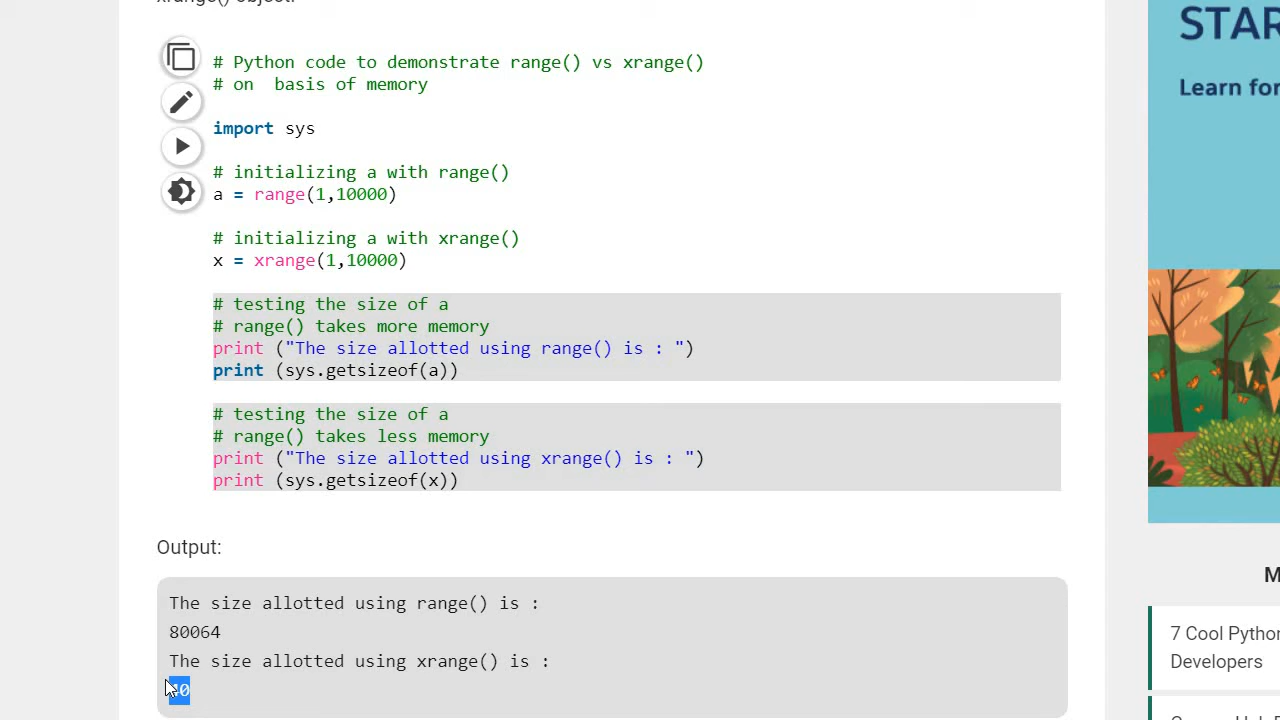 xrange() object.
# Python code to demonstrate range() vs xrange()
# on  basis of memory
import sys
# initializing a with range()
a = range(1,10000)
# initializing a with xrange()
x = xrange(1,10000)
# testing the size of a
# range() takes more memory
print ("The size allotted using range() is : ")
print (sys.getsizeof(a))
# testing the size of a
# range() takes less memory
print ("The size allotted using xrange() is : ")
print (sys.getsizeof(x))
Output:
The size allotted using range() is :
80064
The size allotted using xrange() is :
40
STAR
Learn for
M
7 Cool Python
Developers